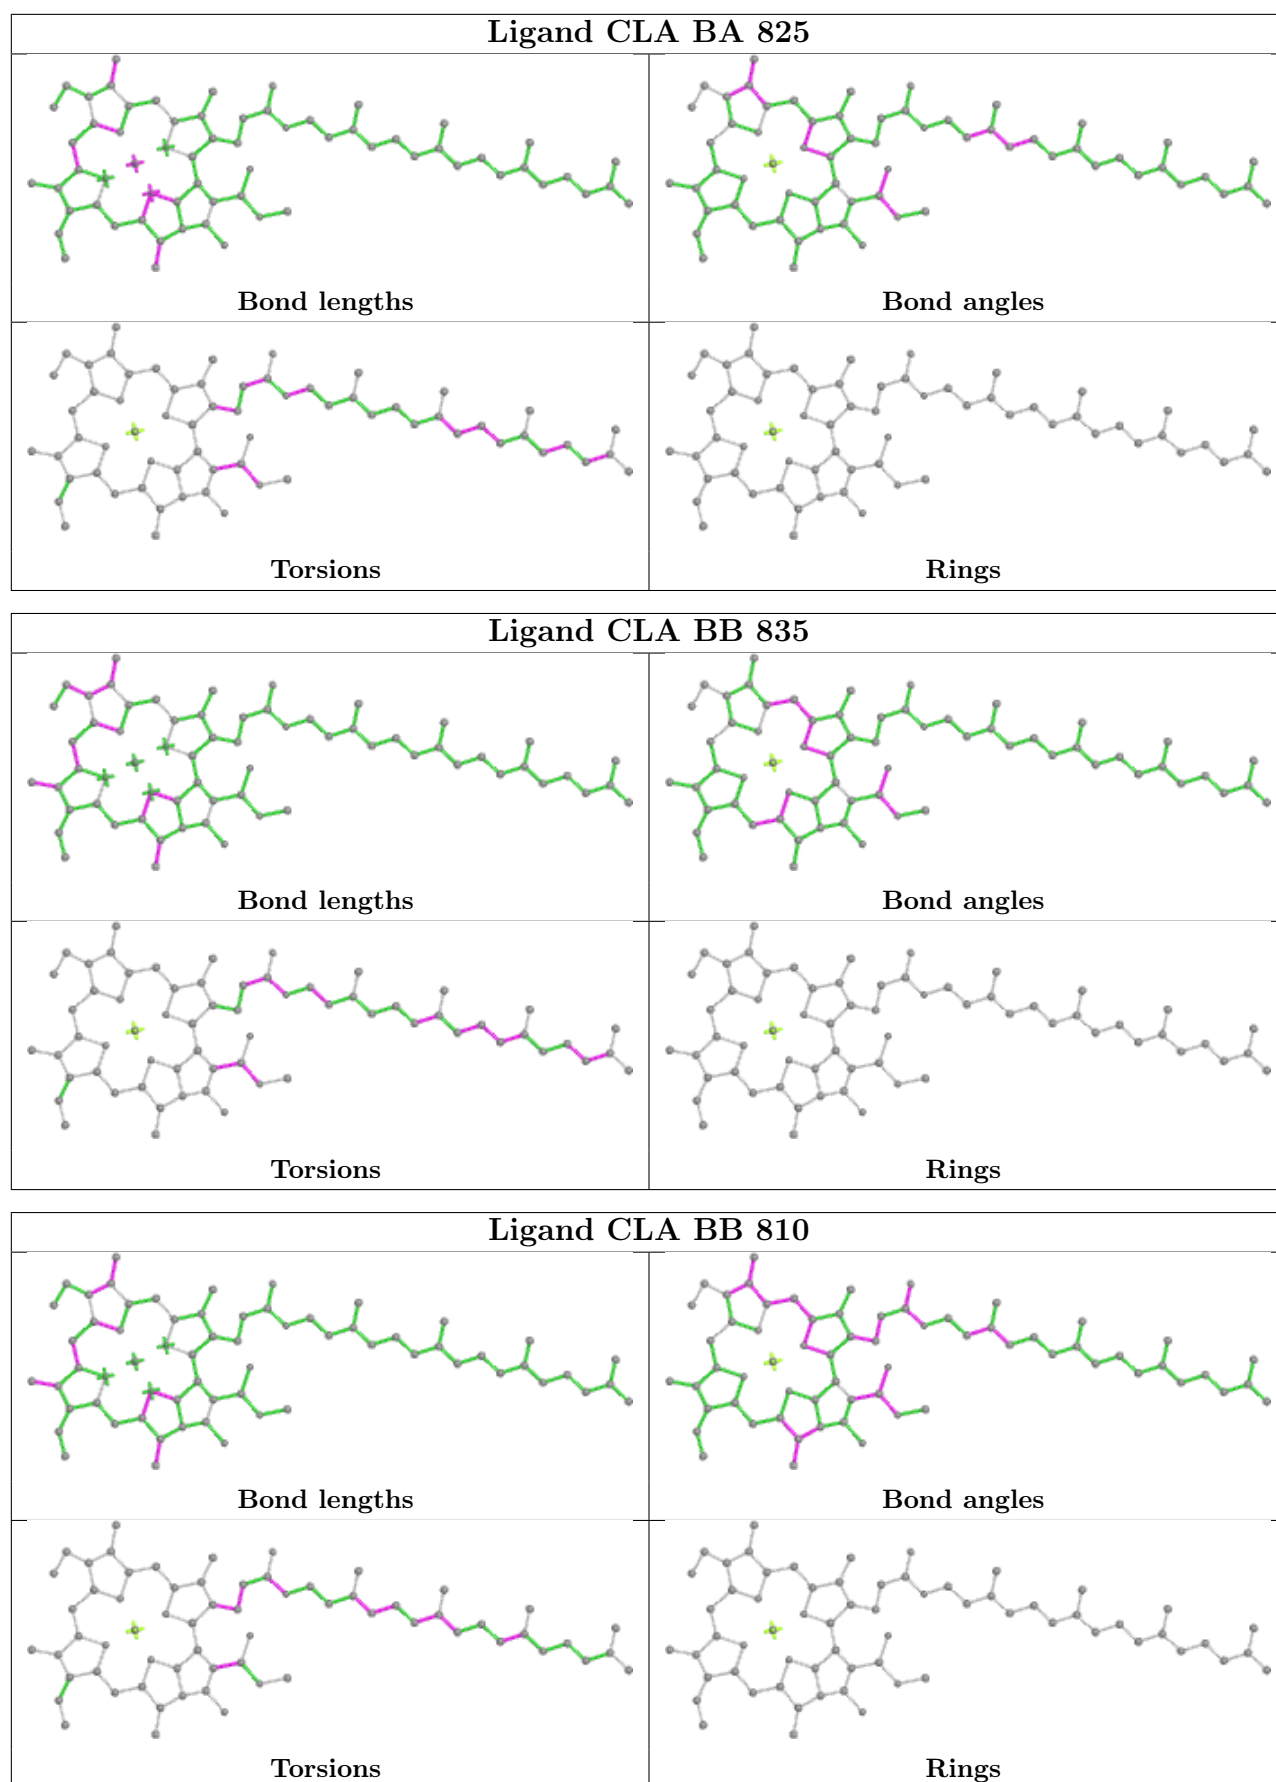 Ligand CLA BA 825
Bond lengths
Bond angles
Torsions
Rings
Ligand CLA BB 835
Bond lengths
Bond angles
Torsions
Rings
Ligand CLA BB 810
Bond lengths
Bond angles
Torsions
Rings